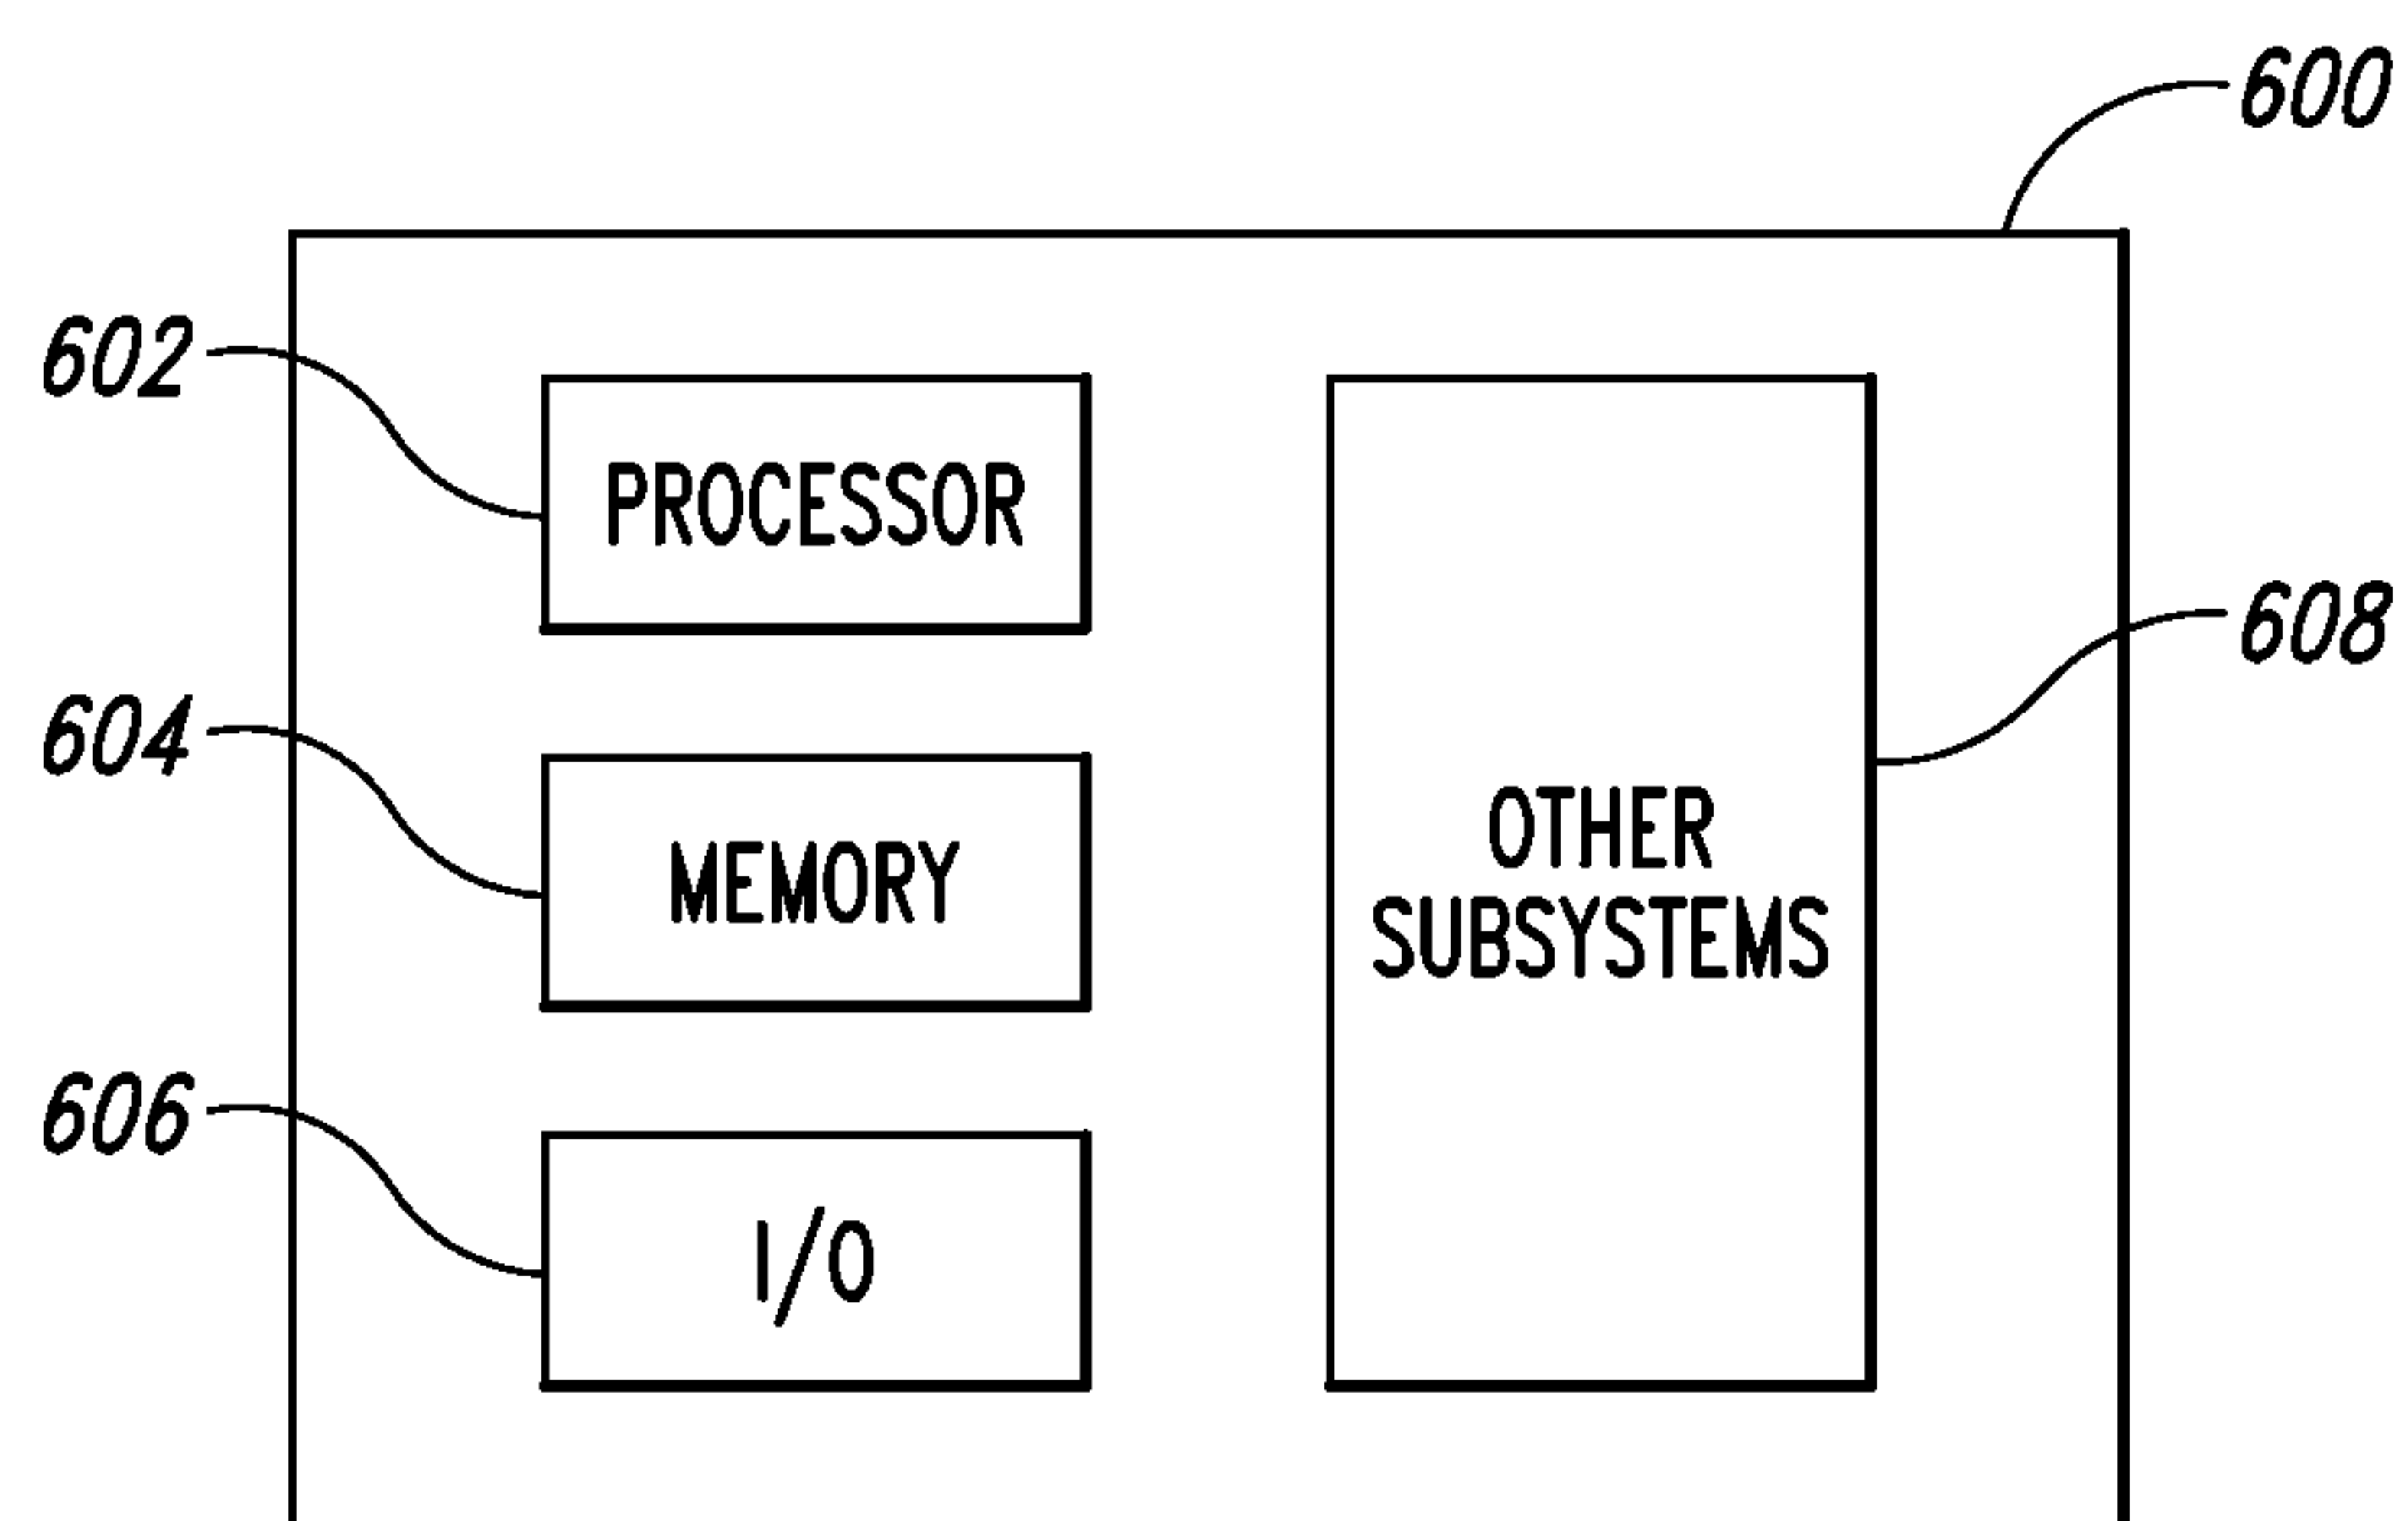 600
602
PROCESSOR
608
604
MEMORY
OTHER
SUBSYSTEMS
606
I/O